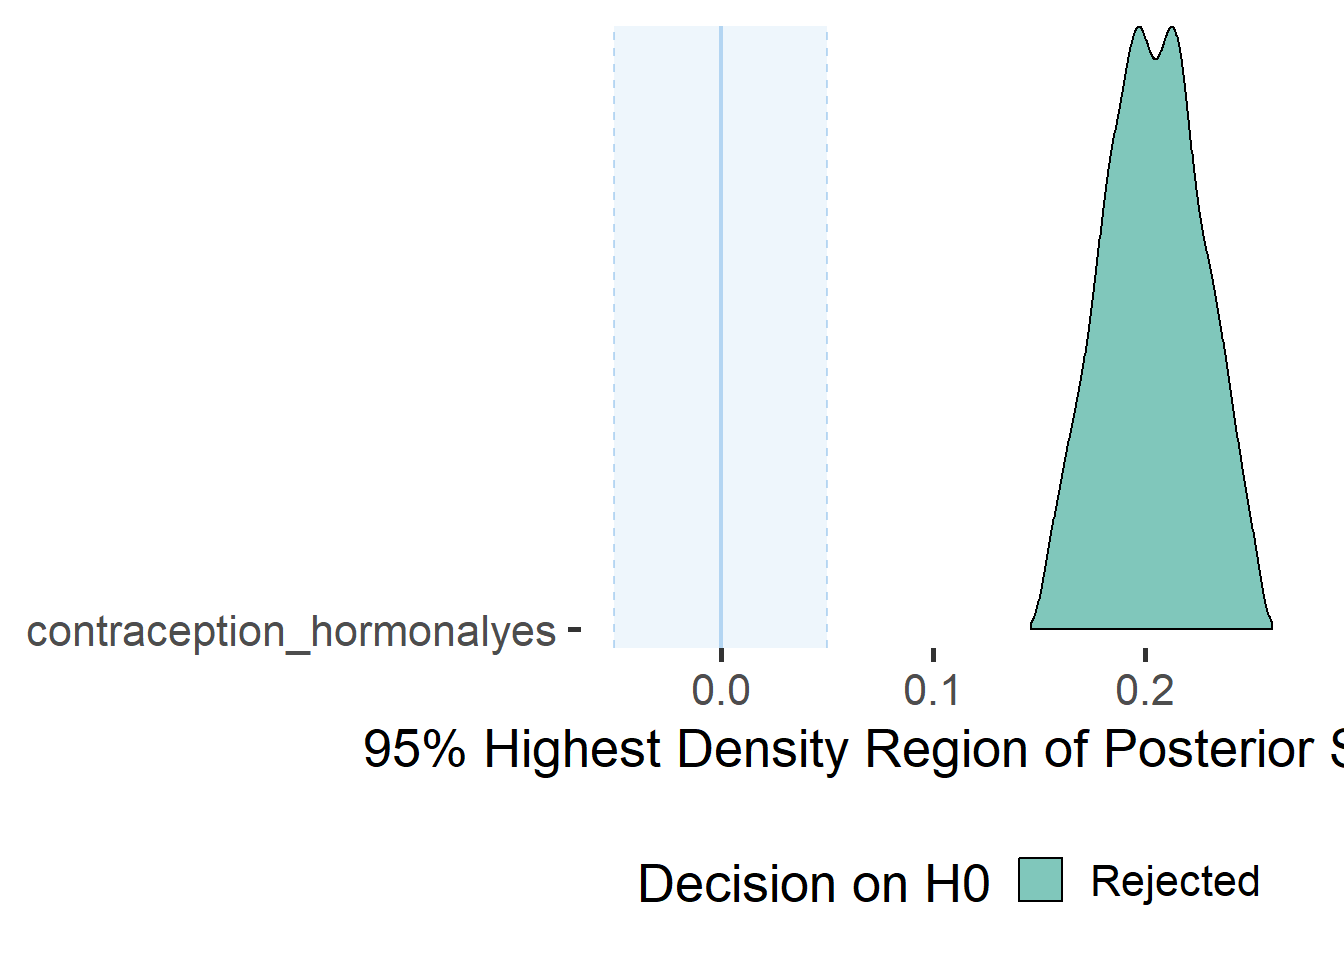 contraception_hormonalyes
0.0 0.1 0.2
95% Highest Density Region of Posterior S
Decision on H0 Rejected